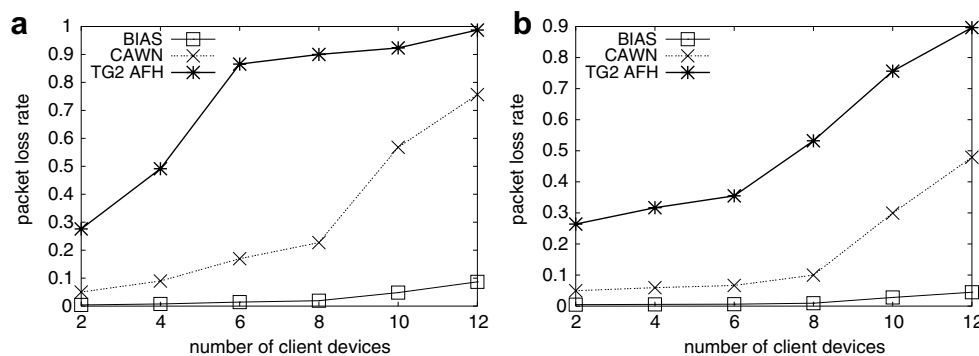 a
BIAS
CAWN
TG2 AFH
packet loss rate
1
0.9
0.8
0.7
0.6
0.5
0.4
0.3
0.2
0.1
0
2 4 6 8 10 12
number of client devices
b
BIAS
CAWN
TG2 AFH
packet loss rate
0.9
0.8
0.7
0.6
0.5
0.4
0.3
0.2
0.1
0
2 4 6 8 10 12
number of client devices